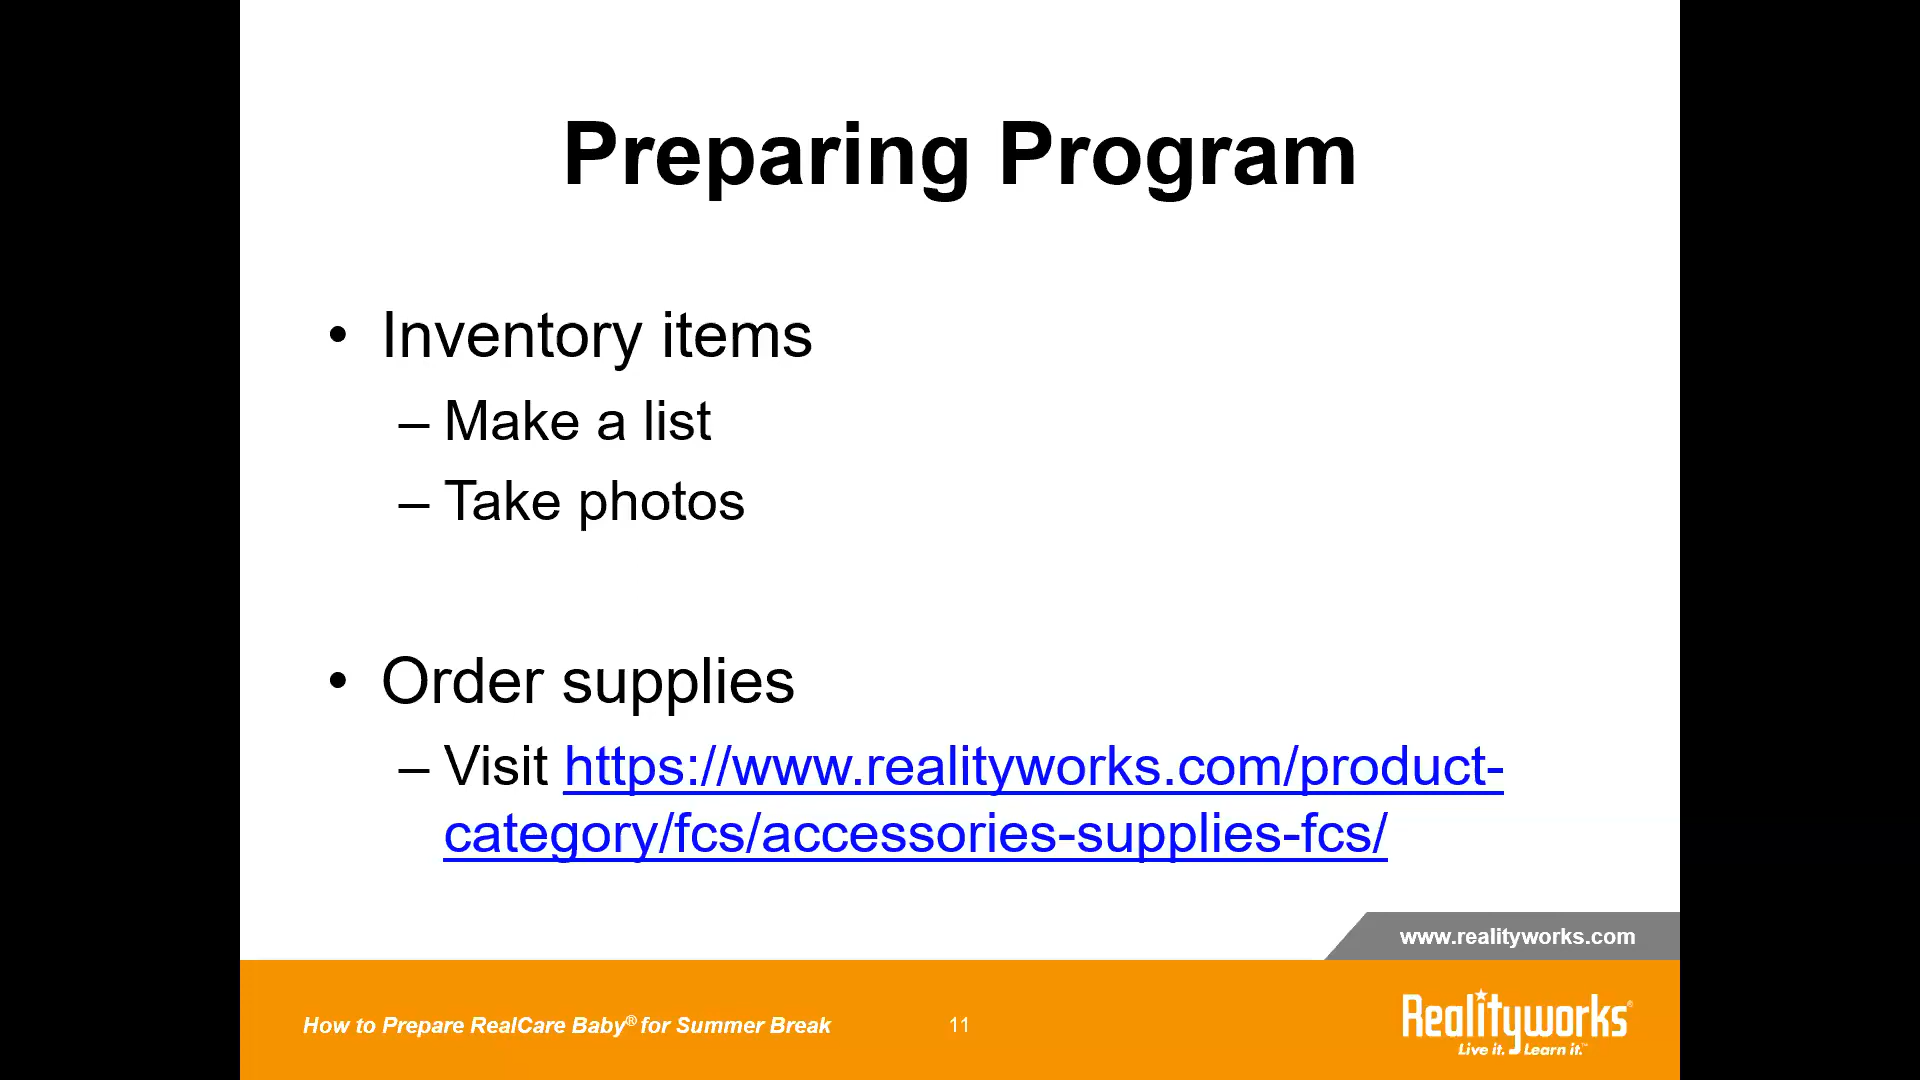 Preparing Program
• Inventory items
– Make a list
– Take photos
• Order supplies
– Visit https://www.realityworks.com/product-
category/fcs/accessories-supplies-fcs/
www.realityworks.com
How to Prepare RealCare Baby® for Summer Break
11
Realityworks®
Live it. Learn it.™